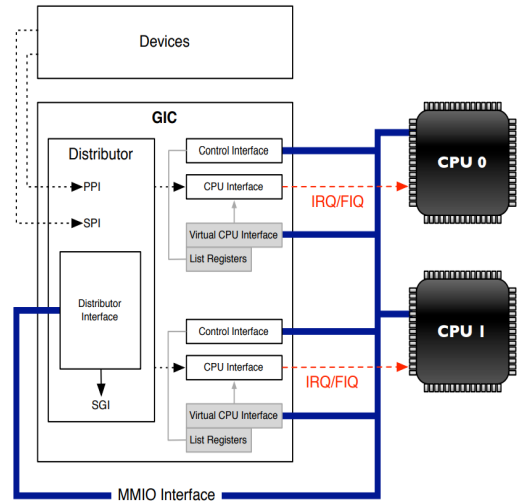 Devices
GIC
Distributor
PPI
SPI
Distributor
Interface
SGI
Control Interface
CPU Interface
Virtual CPU Interface
List Registers
IRQ/FIQ
CPU 0
Control Interface
CPU Interface
Virtual CPU Interface
List Registers
IRQ/FIQ
CPU 1
MMIO Interface